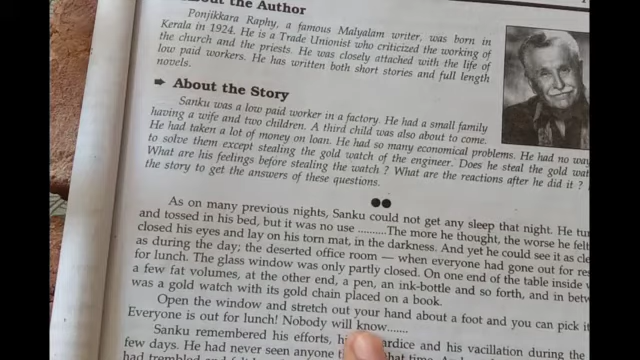 About the Author
Ponjikkara Raphy, a famous Malyalam writer, was born in
Kerala in 1924. He is a Trade Unionist who criticized the working of
the church and the priests. He was closely attached with the life of
low paid workers. He has written both short stories and full length
novels.
About the Story
Sanku was a low paid worker in a factory. He had a small family
having a wife and two children. A third child was also about to come.
He had taken a lot of money on loan. He had so many economical problems. He had no way
to solve them except stealing the gold watch of the engineer. Does he steal the gold
What are his feelings before stealing the watch ? What are the reactions after he did it ?
the story to get the answers of these questions.
As on many previous nights, Sanku could not get any sleep that night. He
and tossed in his bed, but it was no use .........The more he thought, the worse he felt
closed his eyes and lay on his torn mat, in the darkness. And yet he could see it as
as during the day; the deserted office room — when everyone had gone out for
for lunch. The glass window was only partly closed. On one end of the table inside
a few fat volumes, at the other end, a pen, an ink-bottle and so forth, and in
was a gold watch with its gold chain placed on a book.
Open the window and stretch out your hand about a foot and you can pick
Everyone is out for lunch! Nobody will know.......
Sanku remembered his efforts, and his vacillation during the
few days. He had never seen anyone